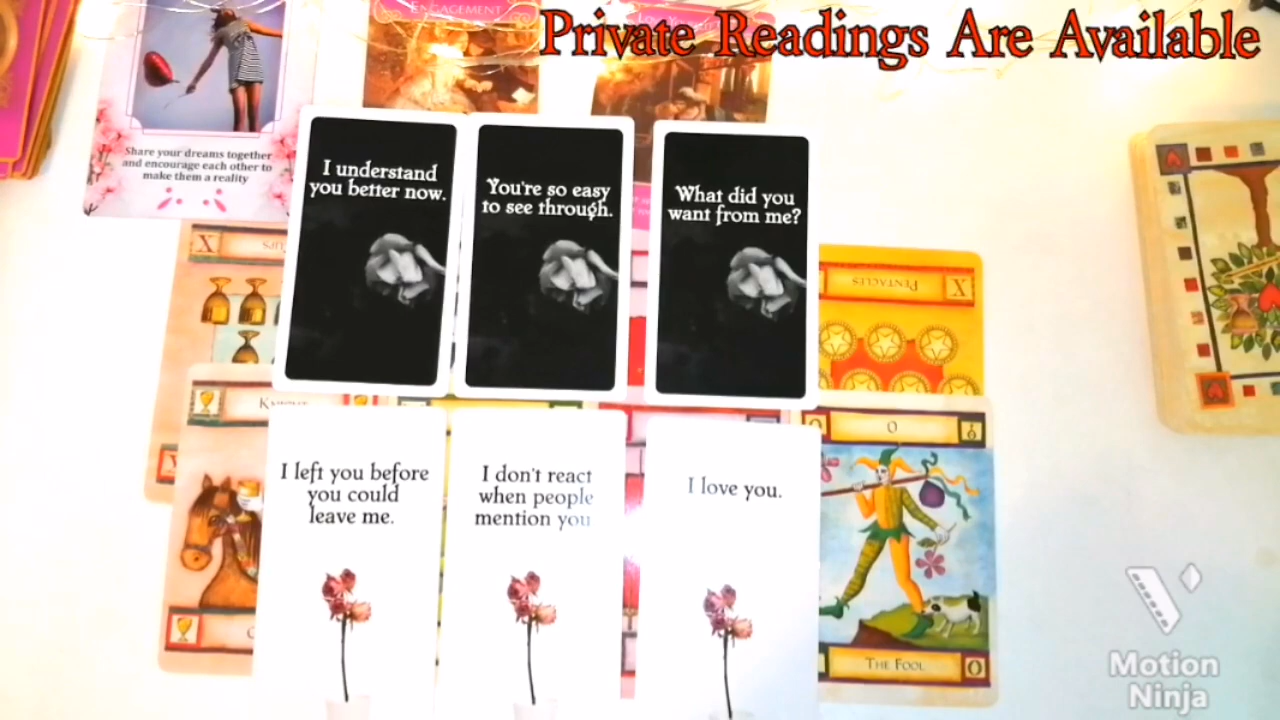 Private Readings Are Available
ENGAGEMENT
Share your dreams together
and encourage each other to
make them a reality
I understand
you better now.
You're so easy
to see through.
What did you
want from me?
X
PENTACLES
X
I left you before
you could
leave me.
I don't react
when people
mention you
I love you.
0
THE FOOL
0
Motion
Ninja